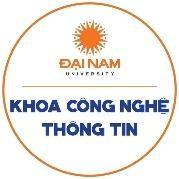 ĐẠI NAM
UNIVERSITY
KHOA CÔNG NGHỆ
THÔNG TIN